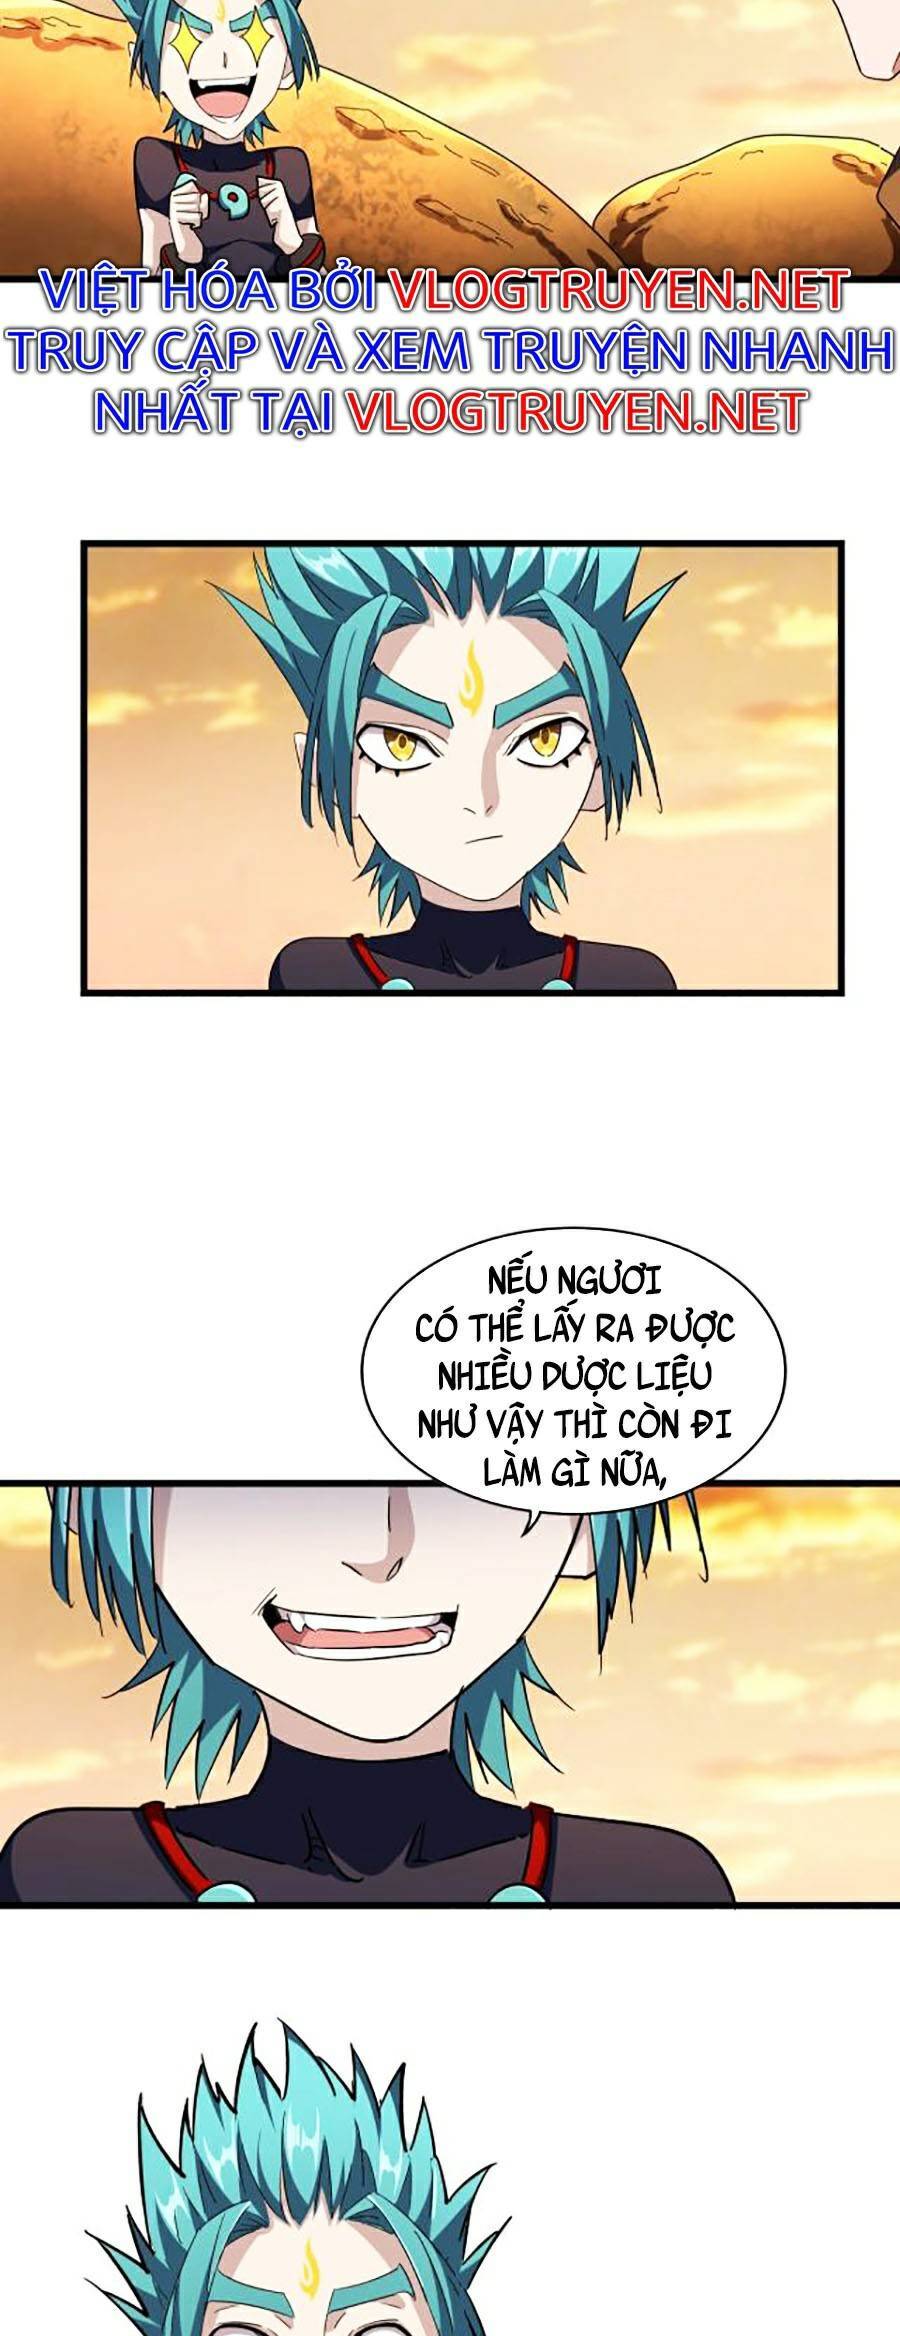 VIỆT HÓA BỞI VLOGTRUYEN.NET
TRUY CẬP VÀ XEM TRUYỆN NHANH
NHẤT TẠI VLOGTRUYEN.NET
NẾU NGƯƠI
CÓ THỂ LẤY RA ĐƯỢC
NHIỀU DƯỢC LIỆU
NHƯ VẬY THÌ CÒN ĐI
LÀM GÌ NỮA,